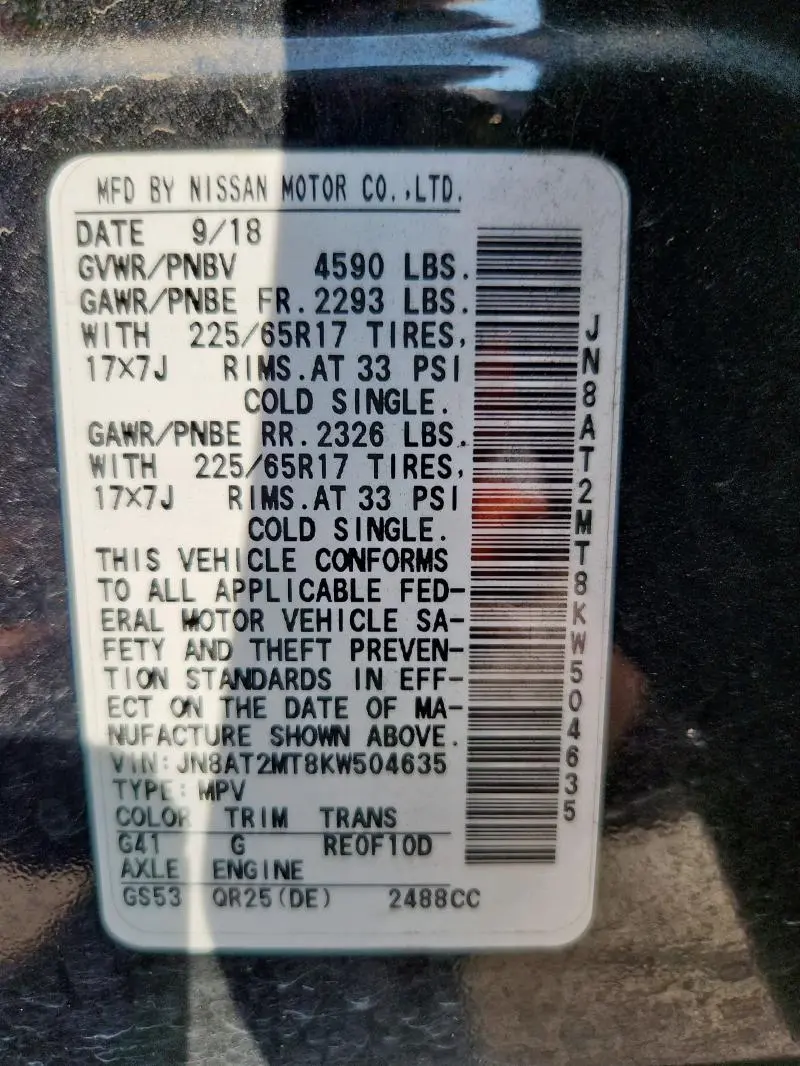 MFD BY NISSAN MOTOR CO.,LTD.
DATE 9/18
GVWR/PNBV 4590 LBS.
GAWR/PNBE FR.2293 LBS.
WITH 225/65R17 TIRES,
17×7J RIMS.AT 33 PSI
COLD SINGLE.
GAWR/PNBE RR.2326 LBS.
WITH 225/65R17 TIRES,
17×7J RIMS.AT 33 PSI
COLD SINGLE.
THIS VEHICLE CONFORMS
TO ALL APPLICABLE FED-
ERAL MOTOR VEHICLE SA-
FETY AND THEFT PREVEN-
TION STANDARDS IN EFF-
ECT ON THE DATE OF MA-
NUFACTURE SHOWN ABOVE.
VIN:JN8AT2MT8KW504635
TYPE:MPV
COLOR TRIM TRANS
G41 G RE0F10D
AXLE ENGINE
GS53 QR25(DE) 2488CC
JN8AT2MT8KW504635